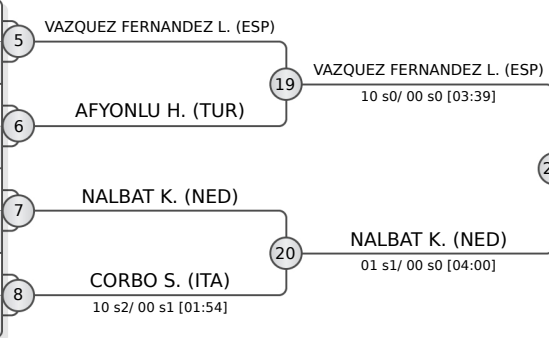 VAZQUEZ FERNANDEZ L. (ESP)
5
19
VAZQUEZ FERNANDEZ L. (ESP)
10 s0/ 00 s0 [03:39]
AFYONLU H. (TUR)
6
NALBAT K. (NED)
7
20
NALBAT K. (NED)
01 s1/ 00 s0 [04:00]
CORBO S. (ITA)
8
10 s2/ 00 s1 [01:54]